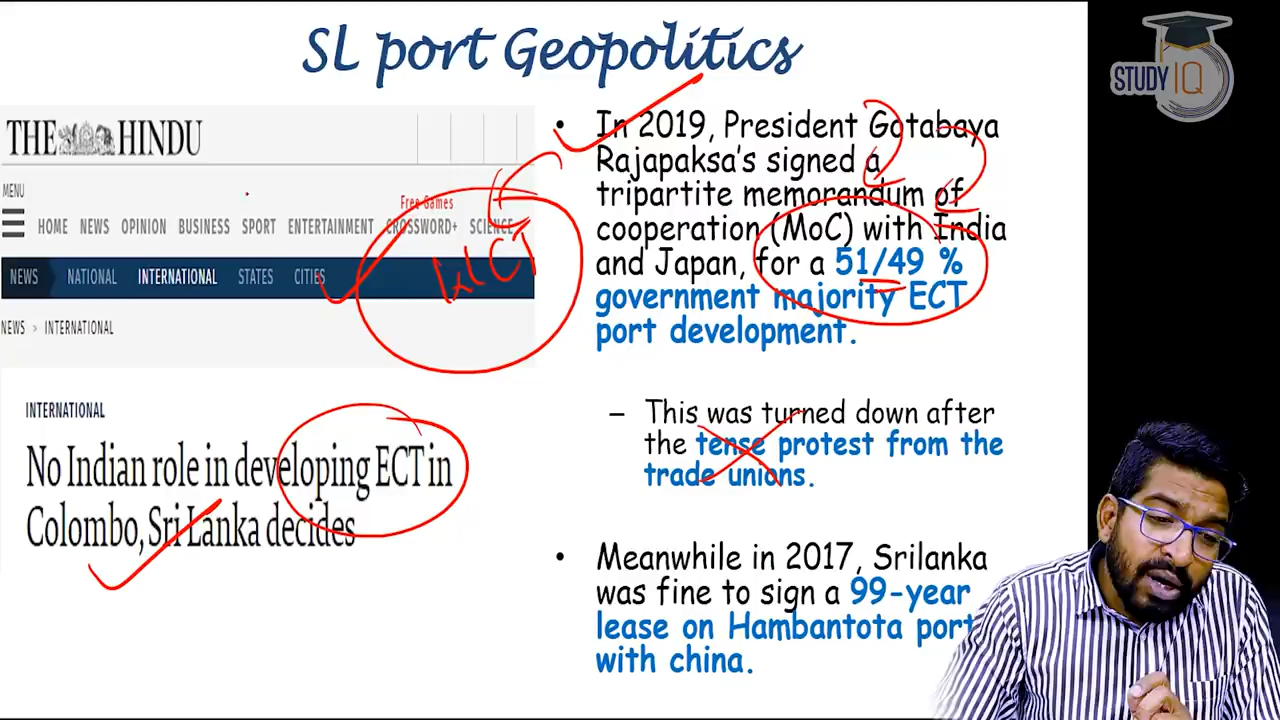 SL port Geopolitics
STUDY IQ
THE HINDU
MENU
Free Games
HOME NEWS OPINION BUSINESS SPORT ENTERTAINMENT CROSSWORD+ SCIENCE
NEWS NATIONAL INTERNATIONAL STATES CITIES
NEWS > INTERNATIONAL
WCT
INTERNATIONAL
No Indian role in developing ECT in
Colombo, Sri Lanka decides
• In 2019, President Gotabaya
Rajapaksa's signed a
tripartite memorandum of
cooperation (MoC) with India
and Japan, for a 51/49 %
government majority ECT
port development.
– This was turned down after
the tense protest from the
trade unions.
• Meanwhile in 2017, Srilanka
was fine to sign a 99-year
lease on Hambantota port
with china.